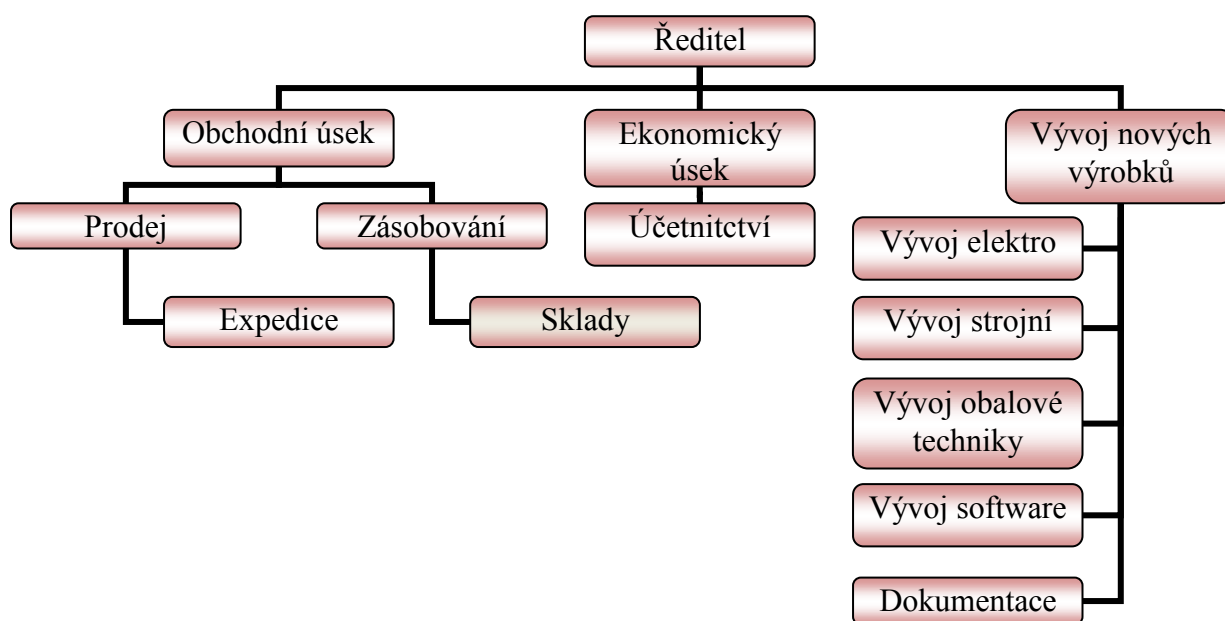 Ředitel
Obchodní úsek
Ekonomický
úsek
Vývoj nových
výrobků
Prodej
Zásobování
Účetnitctví
Vývoj elektro
Expedice
Sklady
Vývoj strojní
Vývoj obalové
techniky
Vývoj software
Dokumentace